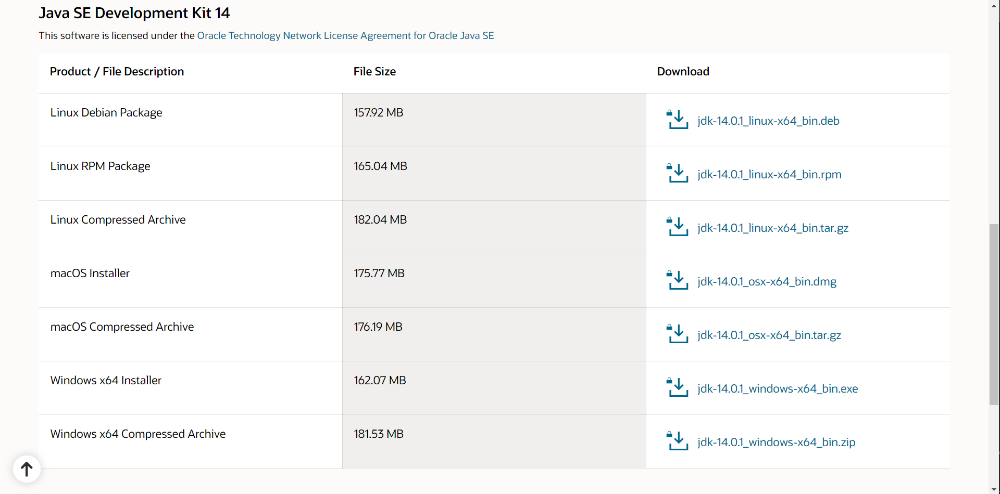 Java SE Development Kit 14
This software is licensed under the Oracle Technology Network License Agreement for Oracle Java SE
Product / File Description File Size Download
Linux Debian Package 157.92 MB jdk-14.0.1_linux-x64_bin.deb
Linux RPM Package 165.04 MB jdk-14.0.1_linux-x64_bin.rpm
Linux Compressed Archive 182.04 MB jdk-14.0.1_linux-x64_bin.tar.gz
macOS Installer 175.77 MB jdk-14.0.1_osx-x64_bin.dmg
macOS Compressed Archive 176.19 MB jdk-14.0.1_osx-x64_bin.tar.gz
Windows x64 Installer 162.07 MB jdk-14.0.1_windows-x64_bin.exe
Windows x64 Compressed Archive 181.53 MB jdk-14.0.1_windows-x64_bin.zip